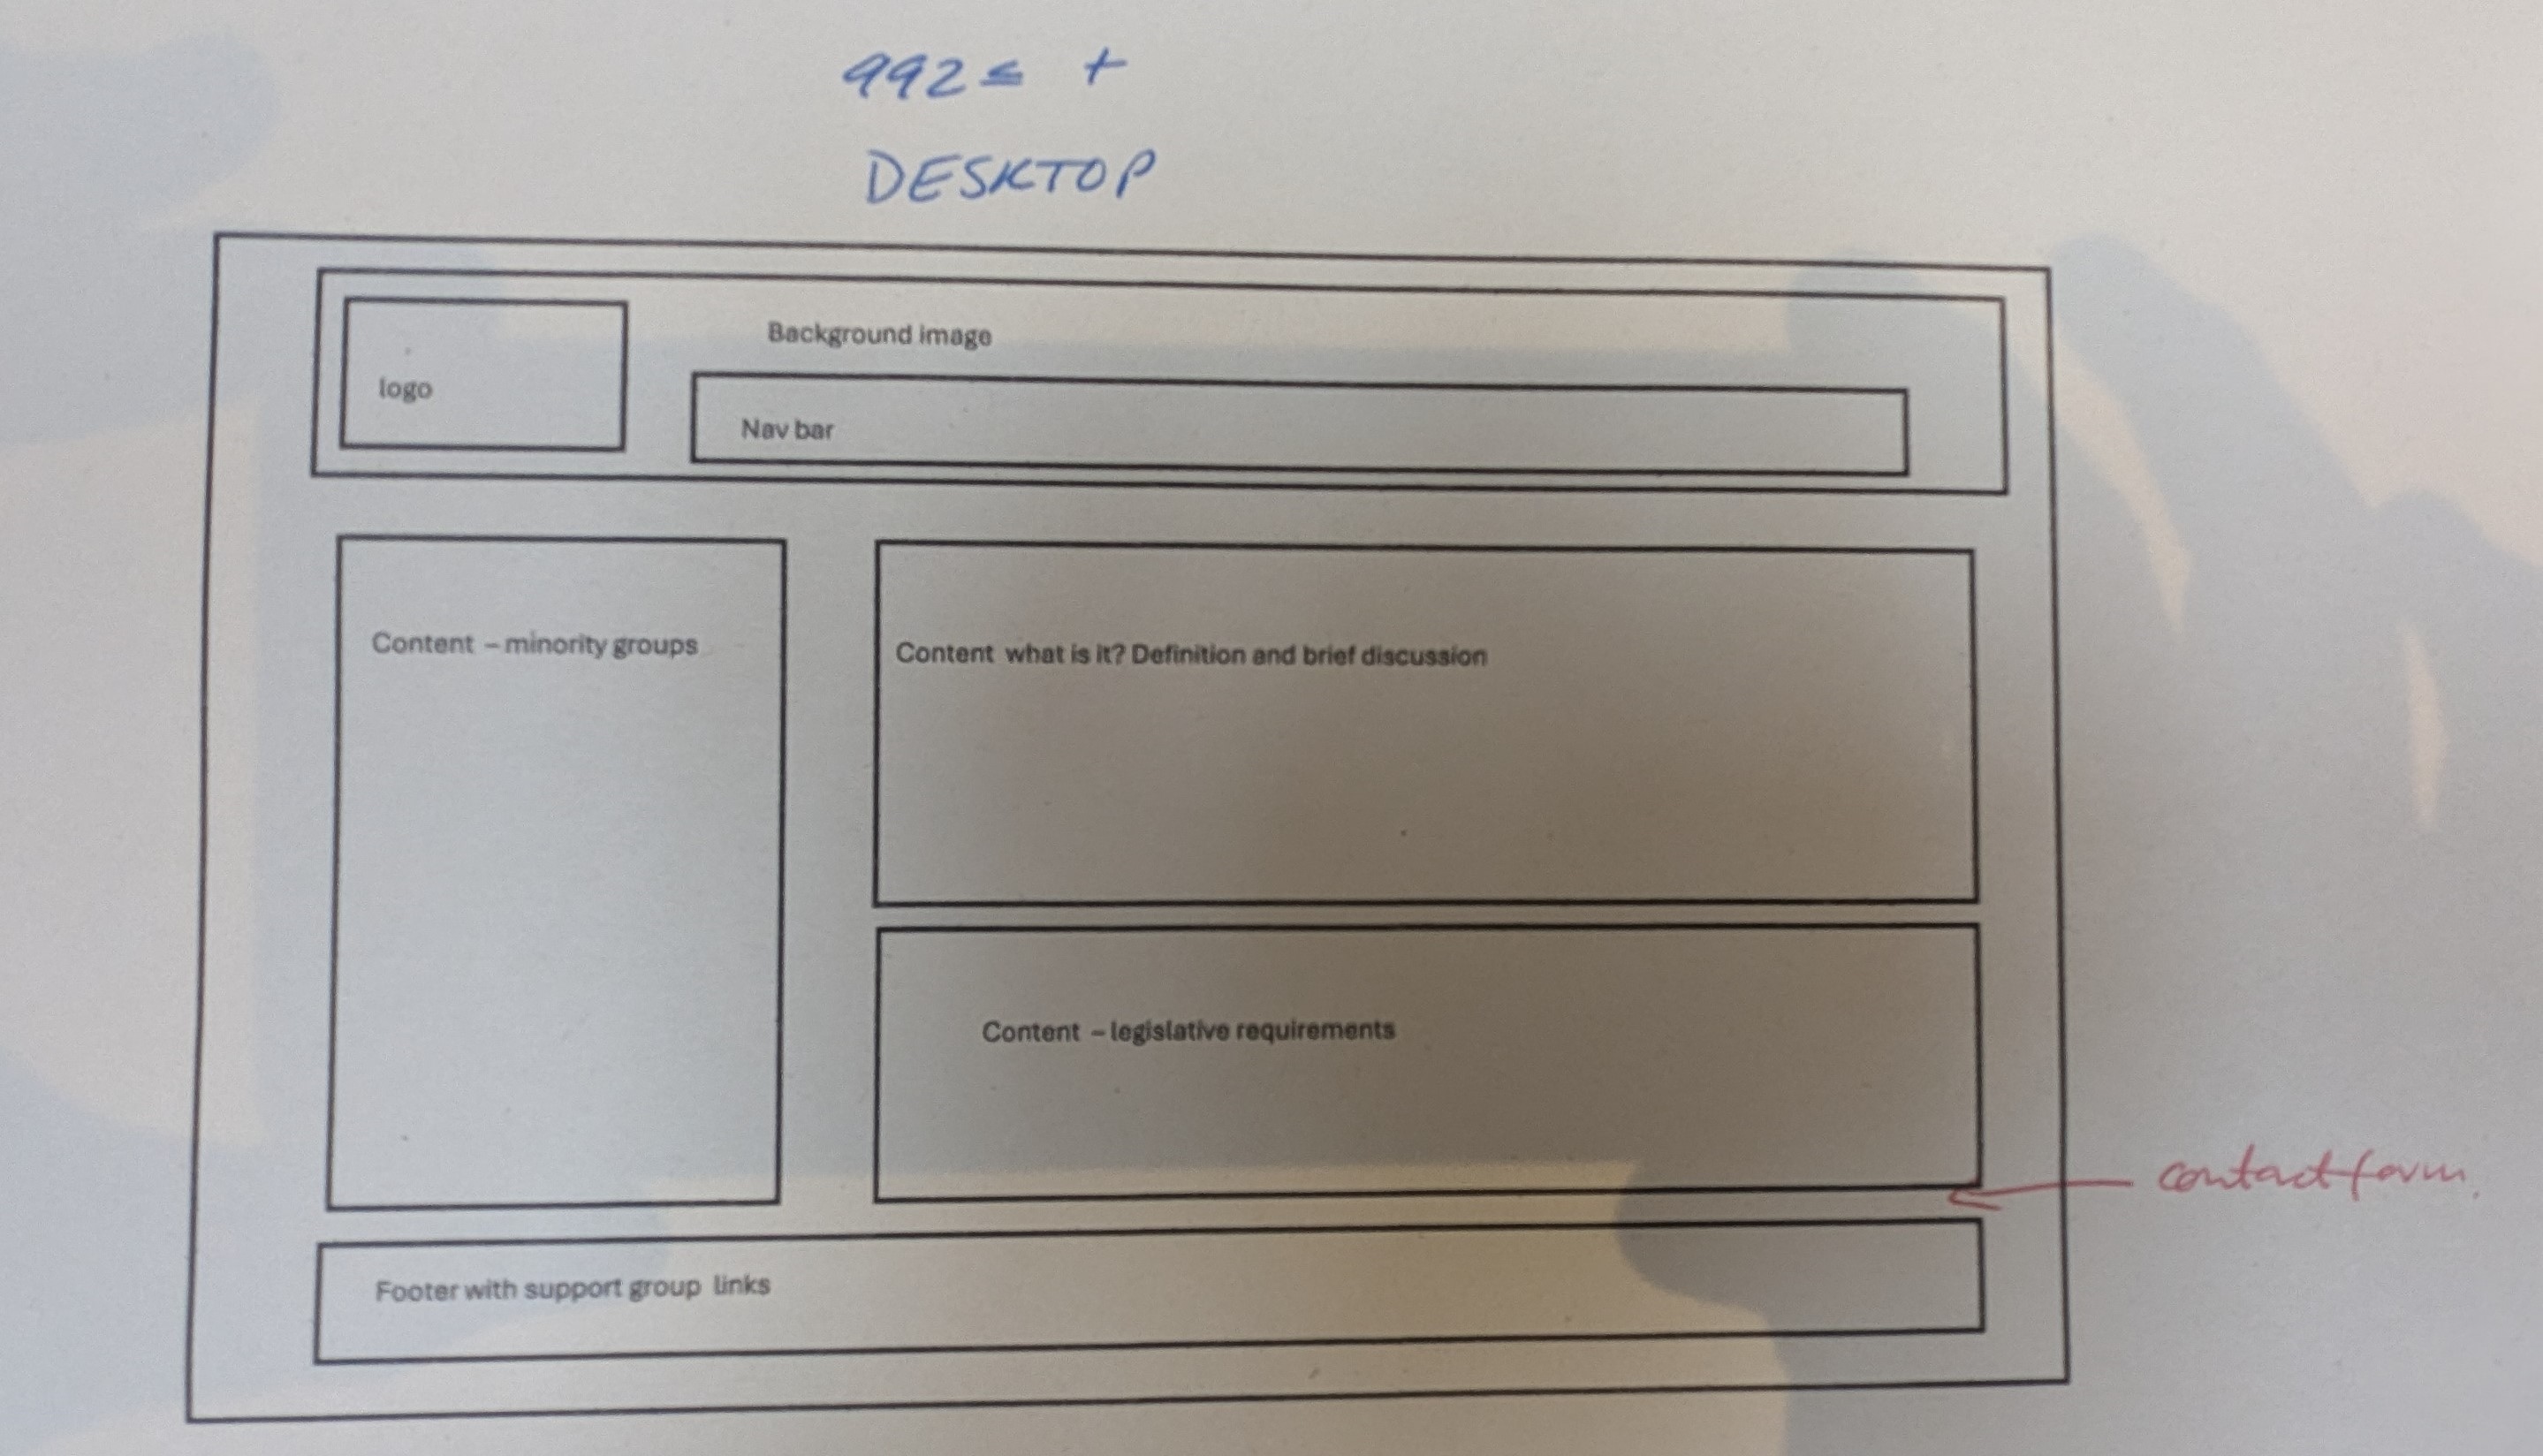 992≤ +
DESKTOP
Background image
logo
Nav bar
Content – minority groups
Content what is it? Definition and brief discussion
Content – legislative requirements
contact form.
Footer with support group links